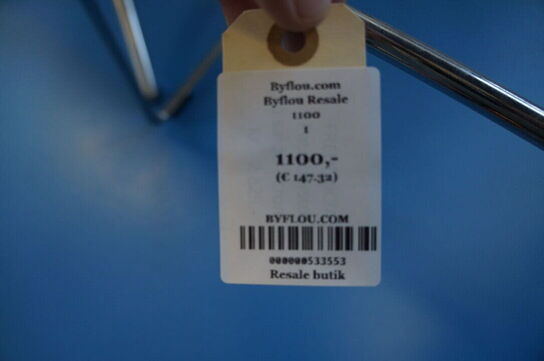 Byflou.com
Byflou Resale
1100
1
1100,-
(€ 147.32)
BYFLOU.COM
000000533553
Resale butik